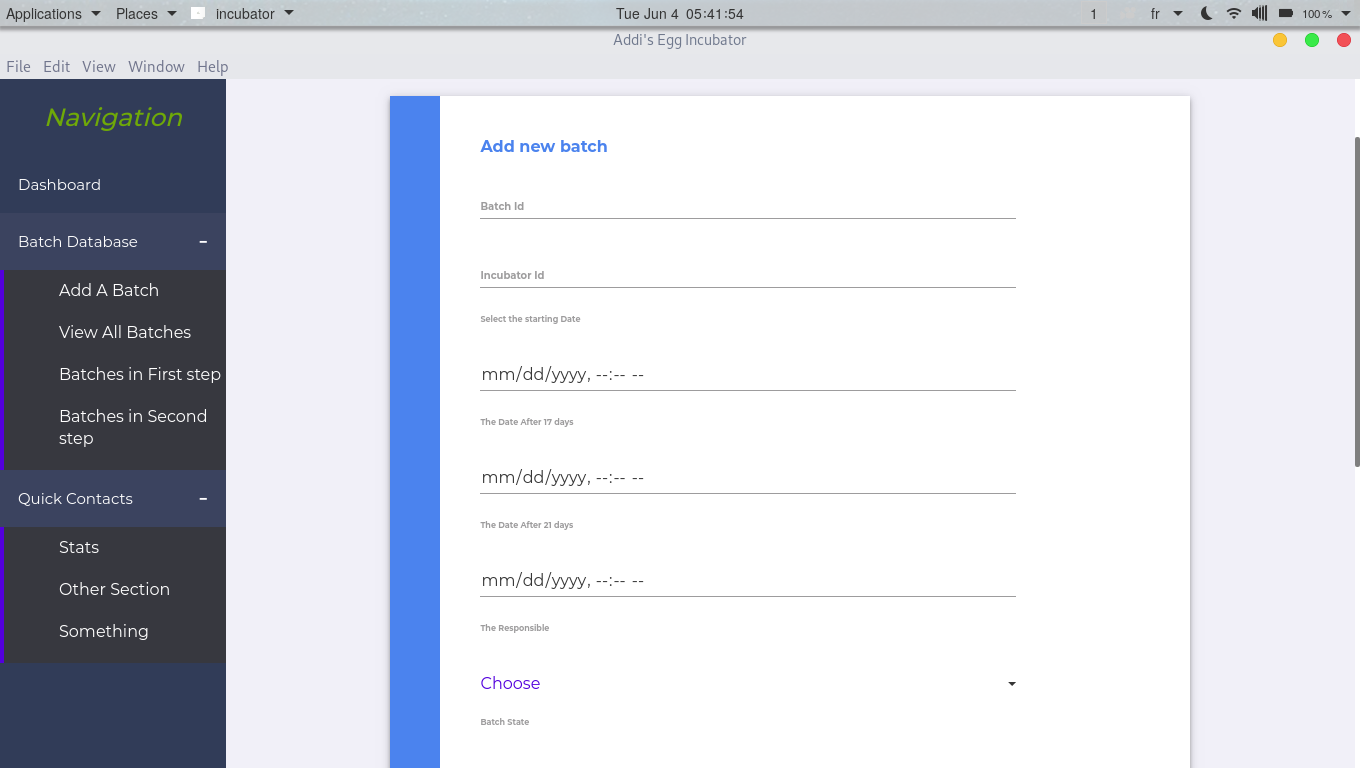 Applications Places incubator Tue Jun 4 05:41:54 1 fr 100 %
Addi's Egg Incubator
File Edit View Window Help
Navigation
Dashboard
Batch Database -
Add A Batch
View All Batches
Batches in First step
Batches in Second
step
Quick Contacts -
Stats
Other Section
Something
Add new batch
Batch Id
Incubator Id
Select the starting Date
mm/dd/yyyy, --:-- --
The Date After 17 days
mm/dd/yyyy, --:-- --
The Date After 21 days
mm/dd/yyyy, --:-- --
The Responsible
Choose
Batch State